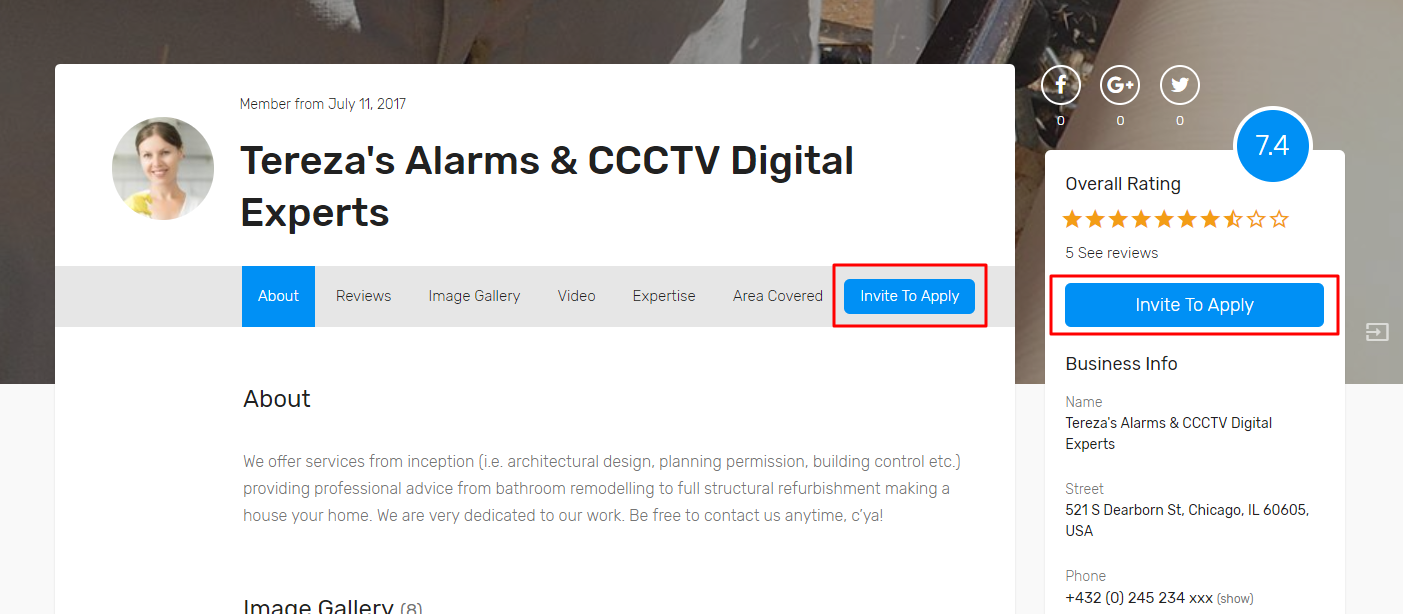 Member from July 11, 2017
Tereza's Alarms & CCCTV Digital
Experts
About
Reviews
Image Gallery
Video
Expertise
Area Covered
Invite To Apply
About
We offer services from inception (i.e. architectural design, planning permission, building control etc.)
providing professional advice from bathroom remodelling to full structural refurbishment making a
house your home. We are very dedicated to our work. Be free to contact us anytime, c'ya!
Image Gallery (8)
f
G+
0
0
0
7.4
Overall Rating
5 See reviews
Invite To Apply
Business Info
Name
Tereza's Alarms & CCCTV Digital
Experts
Street
521 S Dearborn St, Chicago, IL 60605,
USA
Phone
+432 (0) 245 234 xxx (show)